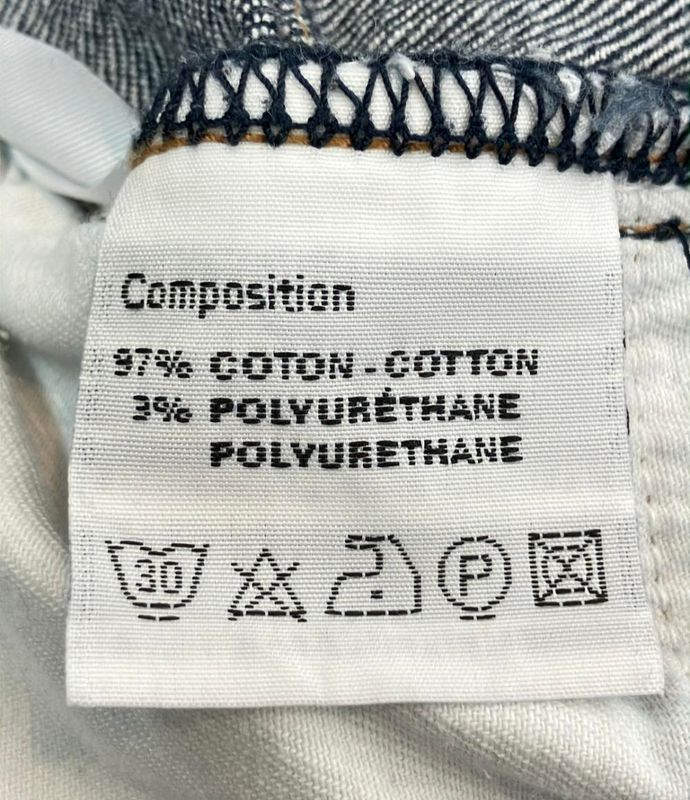 Composition
97% COTON - COTTON
3% POLYURÉTHANE
POLYURETHANE
30
P